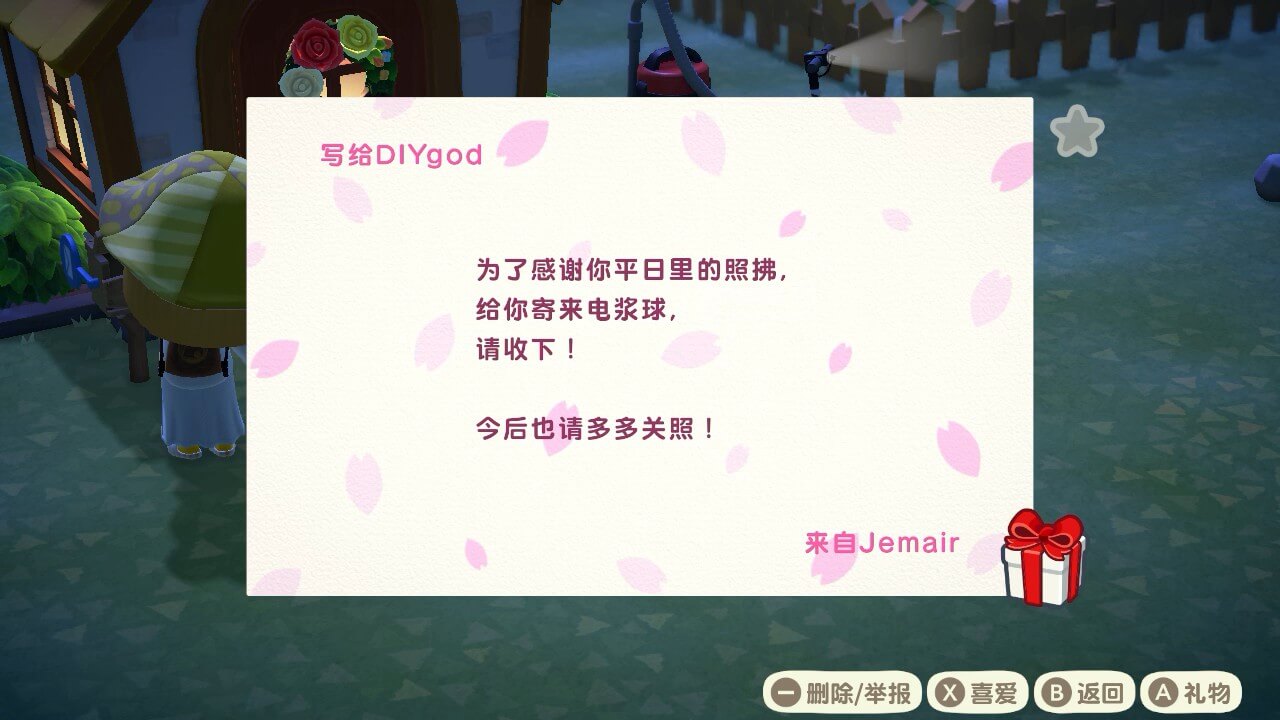 写给DIYgod
为了感谢你平日里的照拂，
给你寄来电浆球，
请收下！
今后也请多多关照！
来自Jemair
删除/举报 X 喜爱 B 返回 A 礼物